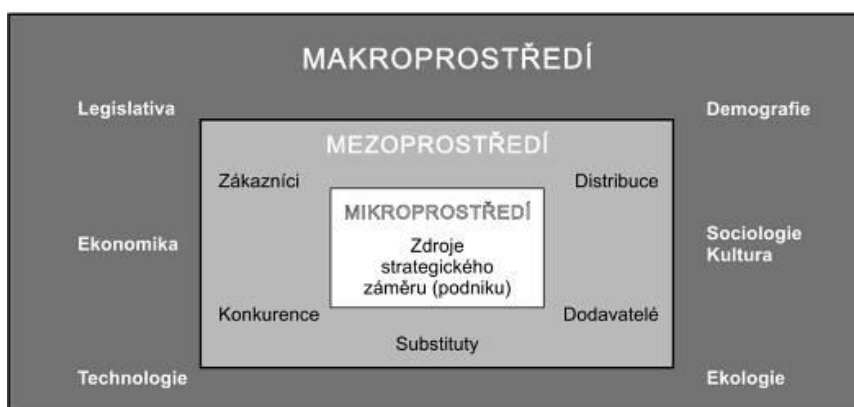 MAKROPROSTŘEDÍ
Legislativa
Demografie
MEZOPROSTŘEDÍ
Zákazníci
Distribuce
MIKROPROSTŘEDÍ
Zdroje
strategického
záměru (podniku)
Ekonomika
Sociologie
Kultura
Konkurence
Dodavatelé
Substituty
Technologie
Ekologie